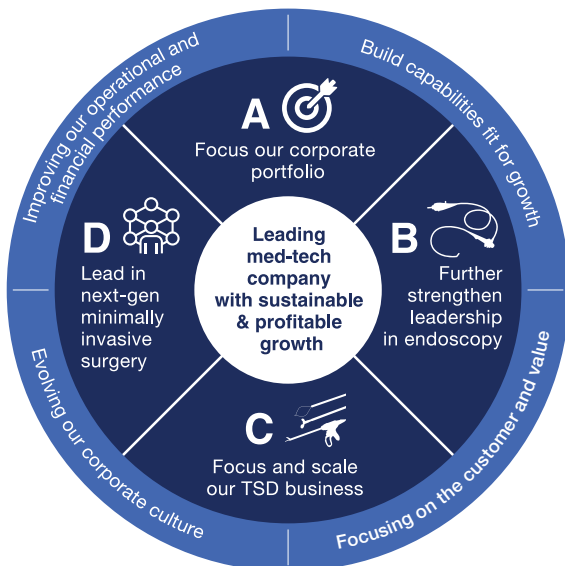 Improving our operational and
financial performance
Build capabilities fit for growth
A
Focus our corporate
portfolio
D
Lead in
next-gen
minimally
invasive
surgery
Leading
med-tech
company
with sustainable
& profitable
growth
B
Further
strengthen
leadership
in endoscopy
C
Focus and scale
our TSD business
Evolving our corporate culture
Focusing on the customer and value